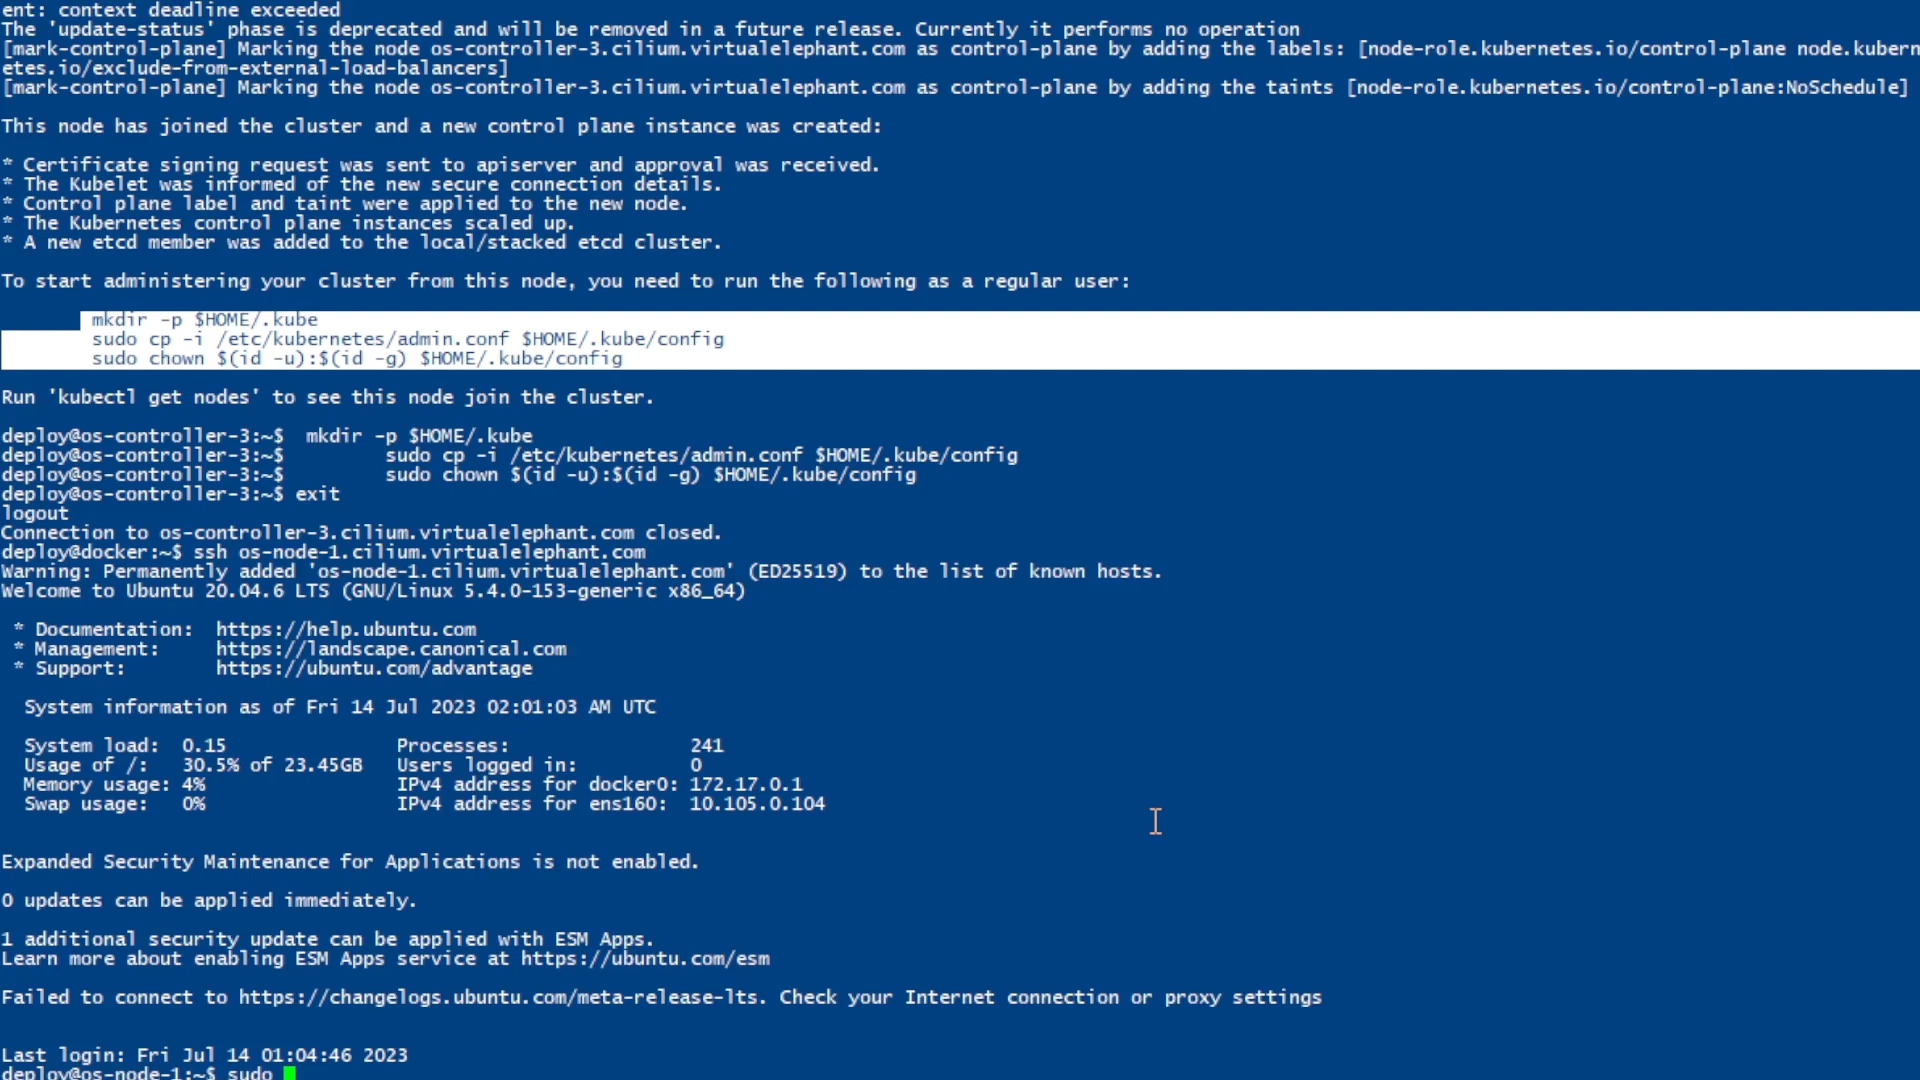 ent: context deadline exceeded
The 'update-status' phase is deprecated and will be removed in a future release. Currently it performs no operation
[mark-control-plane] Marking the node os-controller-3.cilium.virtualelephant.com as control-plane by adding the labels: [node-role.kubernetes.io/control-plane node.kubern
etes.io/exclude-from-external-load-balancers]
[mark-control-plane] Marking the node os-controller-3.cilium.virtualelephant.com as control-plane by adding the taints [node-role.kubernetes.io/control-plane:NoSchedule]
This node has joined the cluster and a new control plane instance was created:
* Certificate signing request was sent to apiserver and approval was received.
* The Kubelet was informed of the new secure connection details.
* Control plane label and taint were applied to the new node.
* The Kubernetes control plane instances scaled up.
* A new etcd member was added to the local/stacked etcd cluster.
To start administering your cluster from this node, you need to run the following as a regular user:
mkdir -p $HOME/.kube
sudo cp -i /etc/kubernetes/admin.conf $HOME/.kube/config
sudo chown $(id -u):$(id -g) $HOME/.kube/config
Run 'kubectl get nodes' to see this node join the cluster.
deploy@os-controller-3:~$  mkdir -p $HOME/.kube
deploy@os-controller-3:~$         sudo cp -i /etc/kubernetes/admin.conf $HOME/.kube/config
deploy@os-controller-3:~$         sudo chown $(id -u):$(id -g) $HOME/.kube/config
deploy@os-controller-3:~$ exit
logout
Connection to os-controller-3.cilium.virtualelephant.com closed.
deploy@docker:~$ ssh os-node-1.cilium.virtualelephant.com
Warning: Permanently added 'os-node-1.cilium.virtualelephant.com' (ED25519) to the list of known hosts.
Welcome to Ubuntu 20.04.6 LTS (GNU/Linux 5.4.0-153-generic x86_64)
* Documentation:  https://help.ubuntu.com
* Management:     https://landscape.canonical.com
* Support:        https://ubuntu.com/advantage
System information as of Fri 14 Jul 2023 02:01:03 AM UTC
System load:  0.15               Processes:                241
Usage of /:   30.5% of 23.45GB   Users logged in:          0
Memory usage: 4%                 IPv4 address for docker0: 172.17.0.1
Swap usage:   0%                 IPv4 address for ens160:  10.105.0.104
Expanded Security Maintenance for Applications is not enabled.
0 updates can be applied immediately.
1 additional security update can be applied with ESM Apps.
Learn more about enabling ESM Apps service at https://ubuntu.com/esm
Failed to connect to https://changelogs.ubuntu.com/meta-release-lts. Check your Internet connection or proxy settings
Last login: Fri Jul 14 01:04:46 2023
deploy@os-node-1:~$ sudo